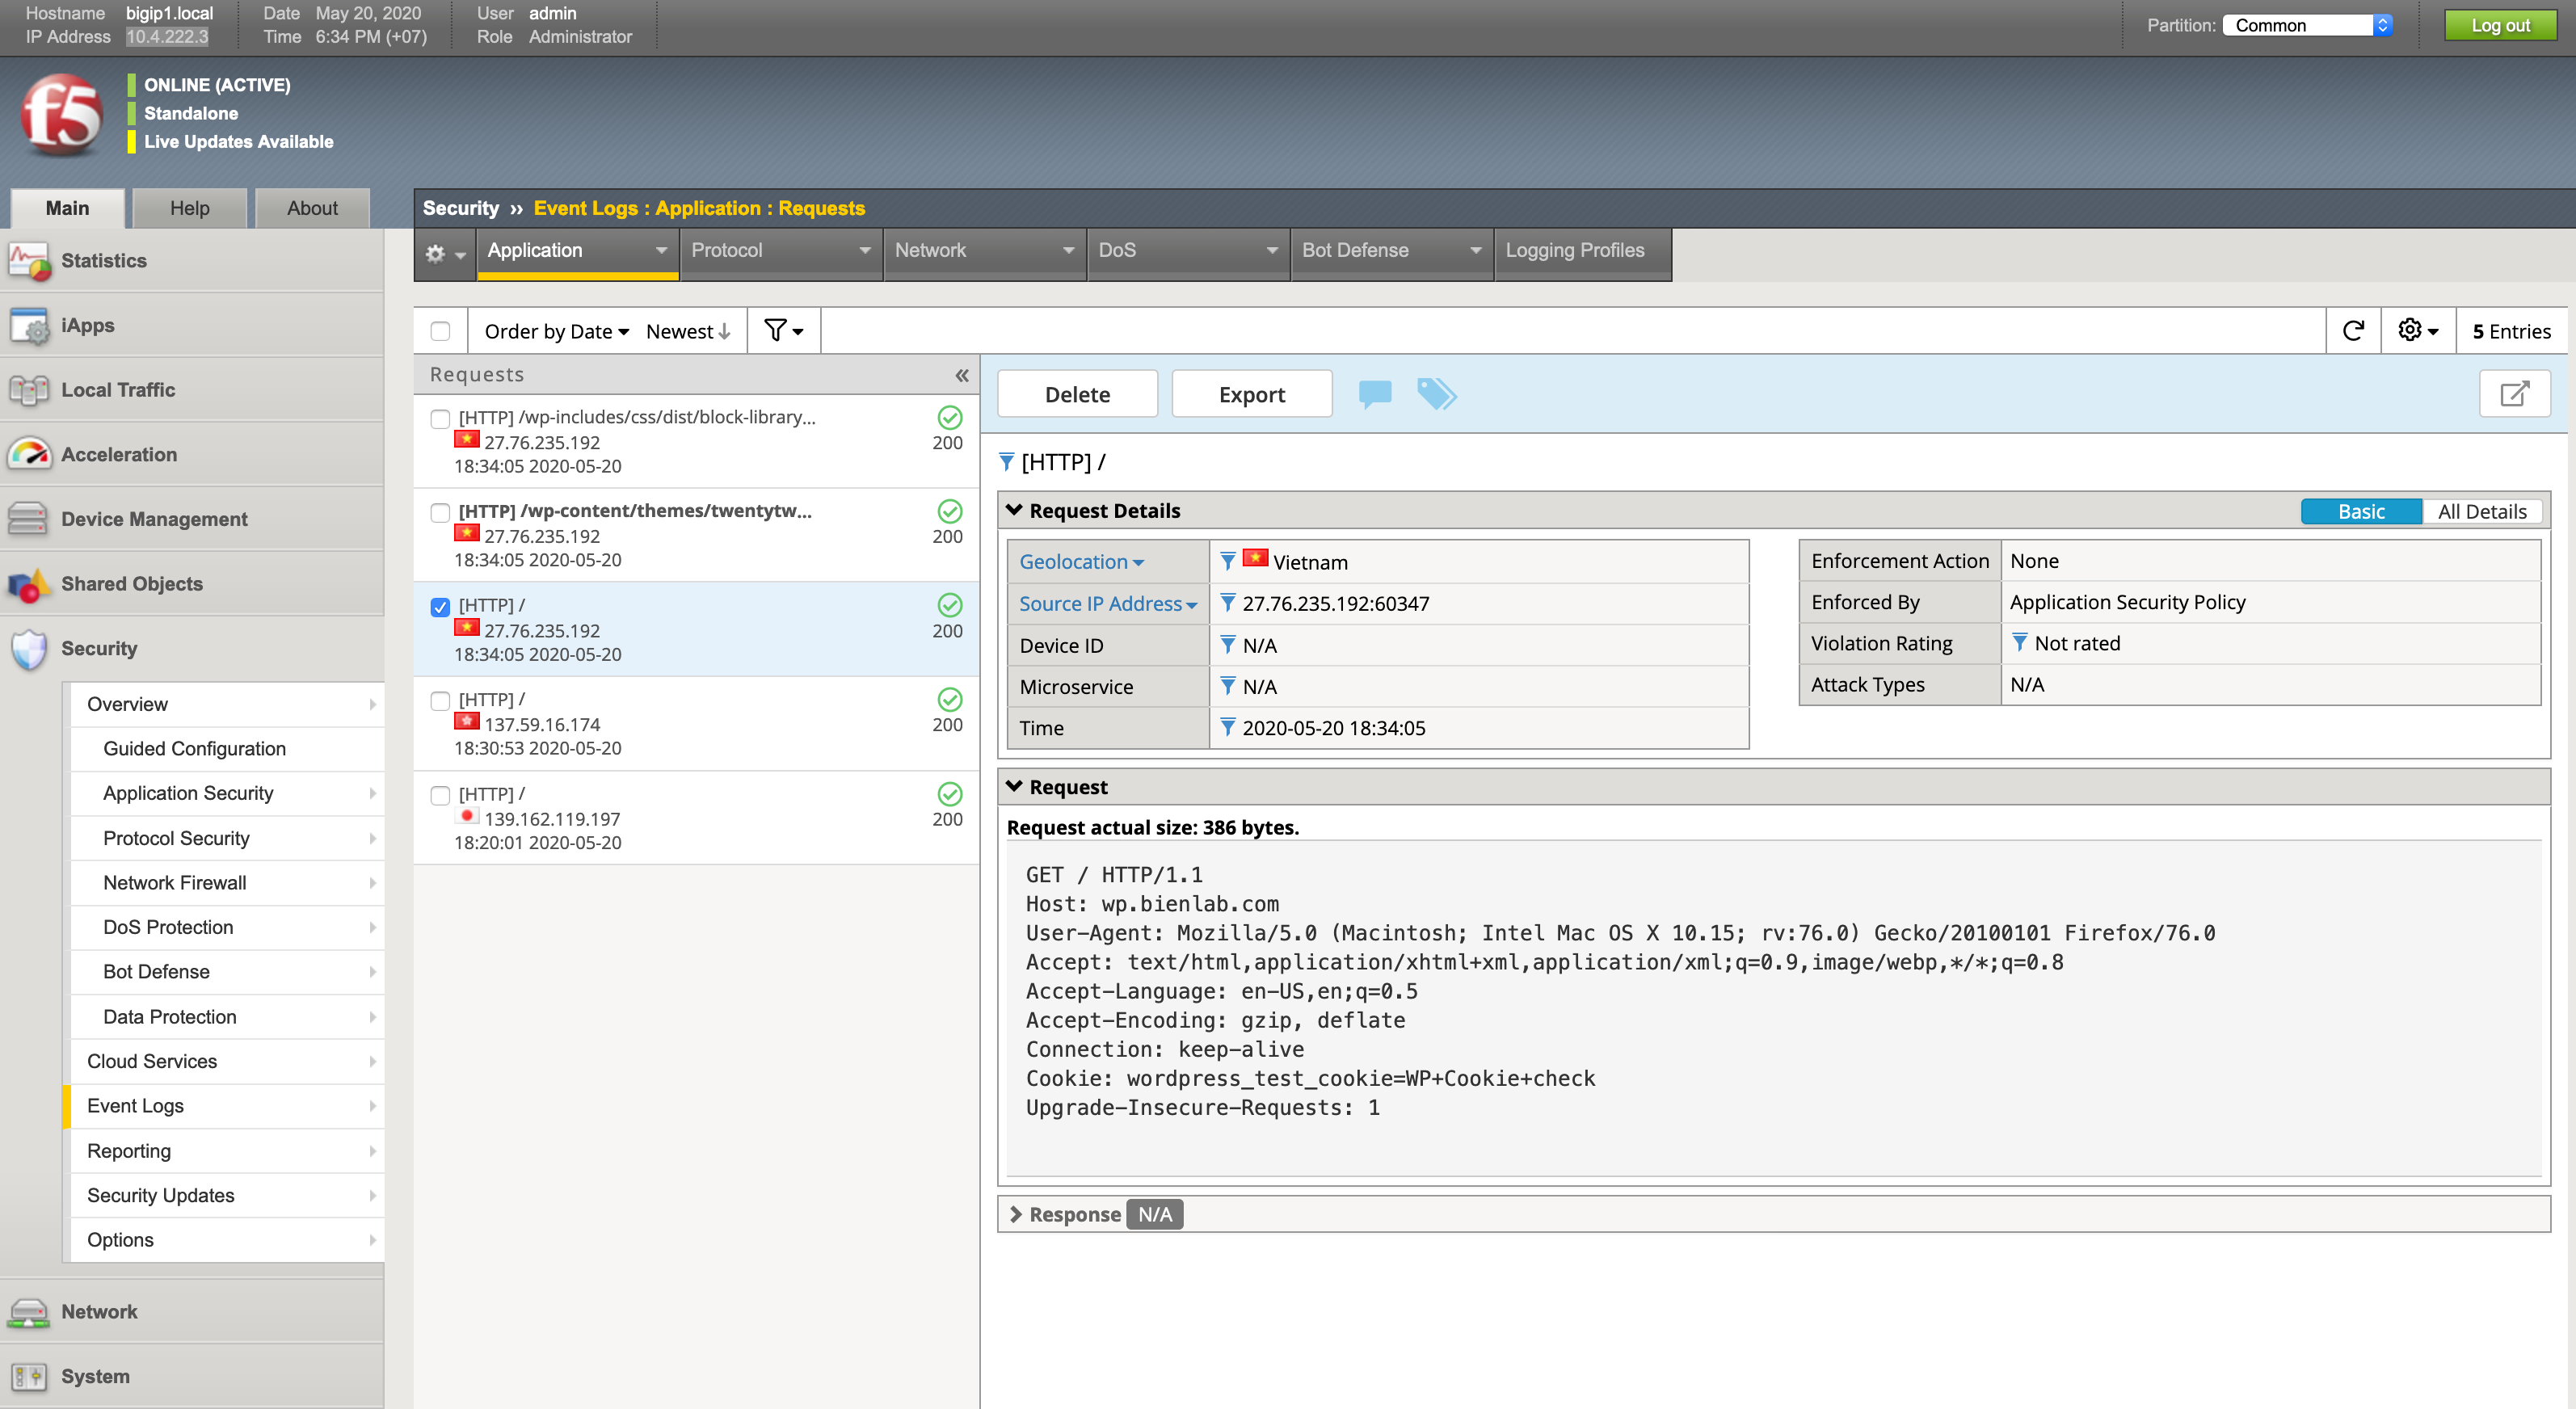 Hostname bigip1.local Date May 20, 2020 User admin
IP Address 10.4.222.3 Time 6:34 PM (+07) Role Administrator
Partition: Common Log out
f5
ONLINE (ACTIVE)
Standalone
Live Updates Available
Main Help About
Security ›› Event Logs : Application : Requests
Application Protocol Network DoS Bot Defense Logging Profiles
Statistics
iApps
Local Traffic
Acceleration
Device Management
Shared Objects
Security
Overview
Guided Configuration
Application Security
Protocol Security
Network Firewall
DoS Protection
Bot Defense
Data Protection
Cloud Services
Event Logs
Reporting
Security Updates
Options
Network
System
Order by Date Newest 5 Entries
Requests «
[HTTP] /wp-includes/css/dist/block-library...
27.76.235.192 200
18:34:05 2020-05-20
[HTTP] /wp-content/themes/twentytw...
27.76.235.192 200
18:34:05 2020-05-20
[HTTP] /
27.76.235.192 200
18:34:05 2020-05-20
[HTTP] /
137.59.16.174 200
18:30:53 2020-05-20
[HTTP] /
139.162.119.197 200
18:20:01 2020-05-20
Delete Export
[HTTP] /
Request Details Basic All Details
Geolocation Vietnam
Source IP Address 27.76.235.192:60347
Device ID N/A
Microservice N/A
Time 2020-05-20 18:34:05
Enforcement Action None
Enforced By Application Security Policy
Violation Rating Not rated
Attack Types N/A
Request
Request actual size: 386 bytes.
GET / HTTP/1.1
Host: wp.bienlab.com
User-Agent: Mozilla/5.0 (Macintosh; Intel Mac OS X 10.15; rv:76.0) Gecko/20100101 Firefox/76.0
Accept: text/html,application/xhtml+xml,application/xml;q=0.9,image/webp,*/*;q=0.8
Accept-Language: en-US,en;q=0.5
Accept-Encoding: gzip, deflate
Connection: keep-alive
Cookie: wordpress_test_cookie=WP+Cookie+check
Upgrade-Insecure-Requests: 1
Response N/A